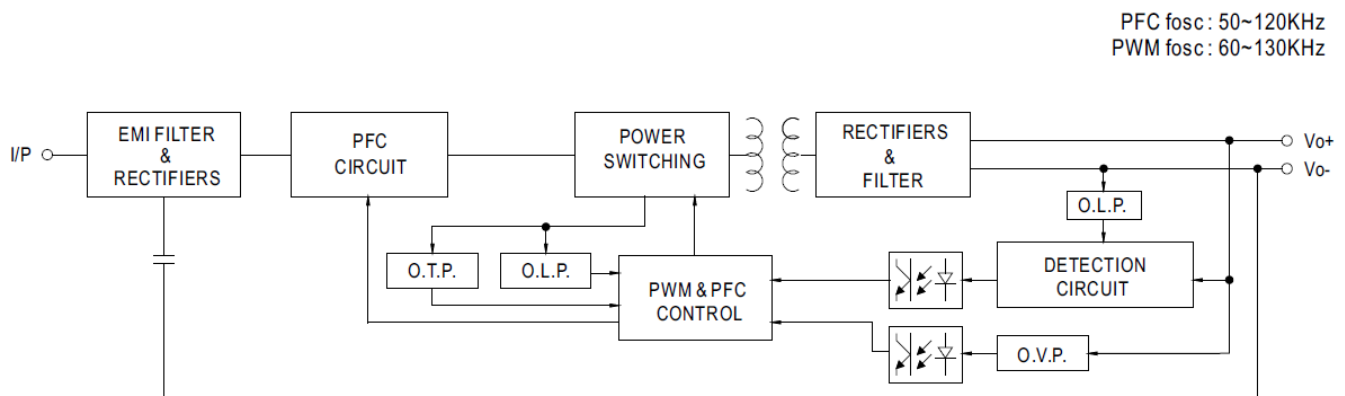 PFC fosc : 50~120KHz
PWM fosc : 60~130KHz
I/P
EMI FILTER
&
RECTIFIERS
PFC
CIRCUIT
POWER
SWITCHING
RECTIFIERS
&
FILTER
Vo+
Vo-
O.L.P.
O.T.P.
O.L.P.
PWM & PFC
CONTROL
DETECTION
CIRCUIT
O.V.P.